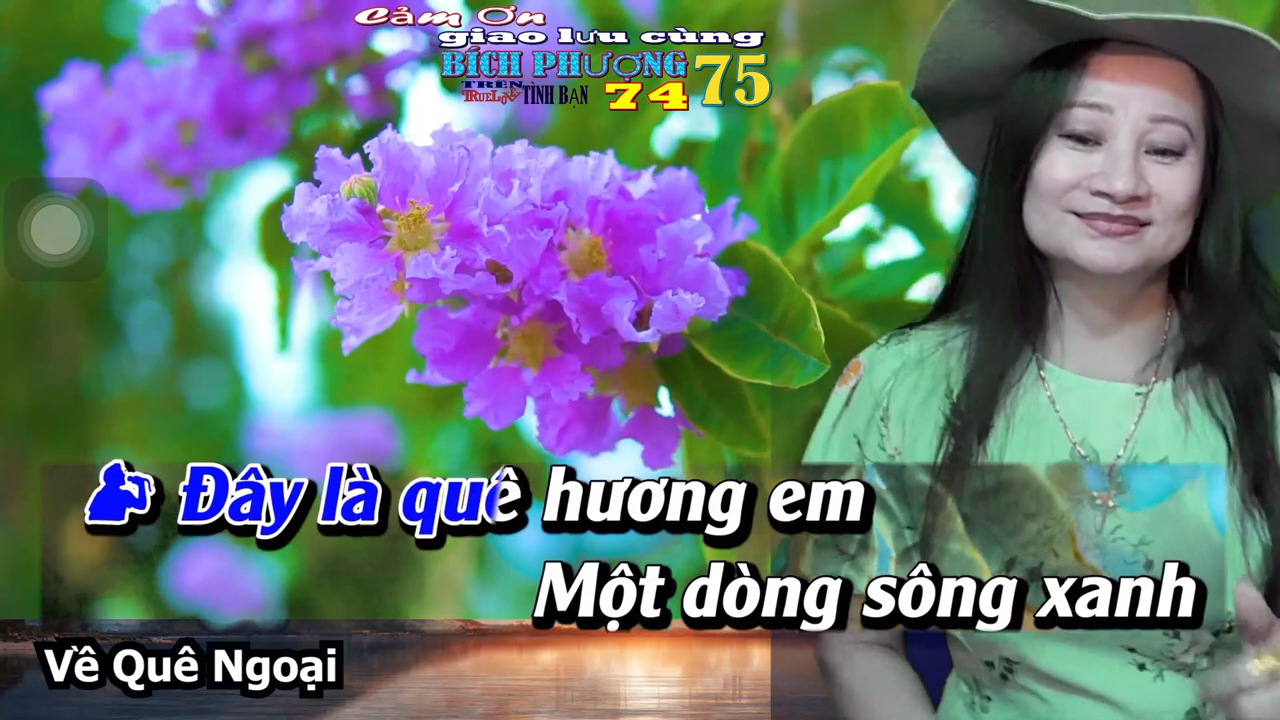 Cảm Ơn
giao lưu cùng
BÍCH PHƯỢNG 75
TRÊN
TRUELOVE TÌNH BẠN 74
Đây là quê hương em
Một dòng sông xanh
Về Quê Ngoại